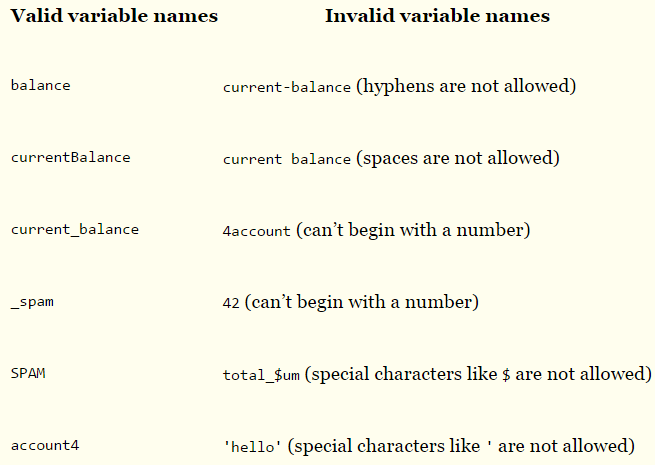 Valid variable names Invalid variable names
balance current-balance (hyphens are not allowed)
currentBalance current balance (spaces are not allowed)
current_balance 4account (can’t begin with a number)
_spam 42 (can’t begin with a number)
SPAM total_$um (special characters like $ are not allowed)
account4 'hello' (special characters like ' are not allowed)